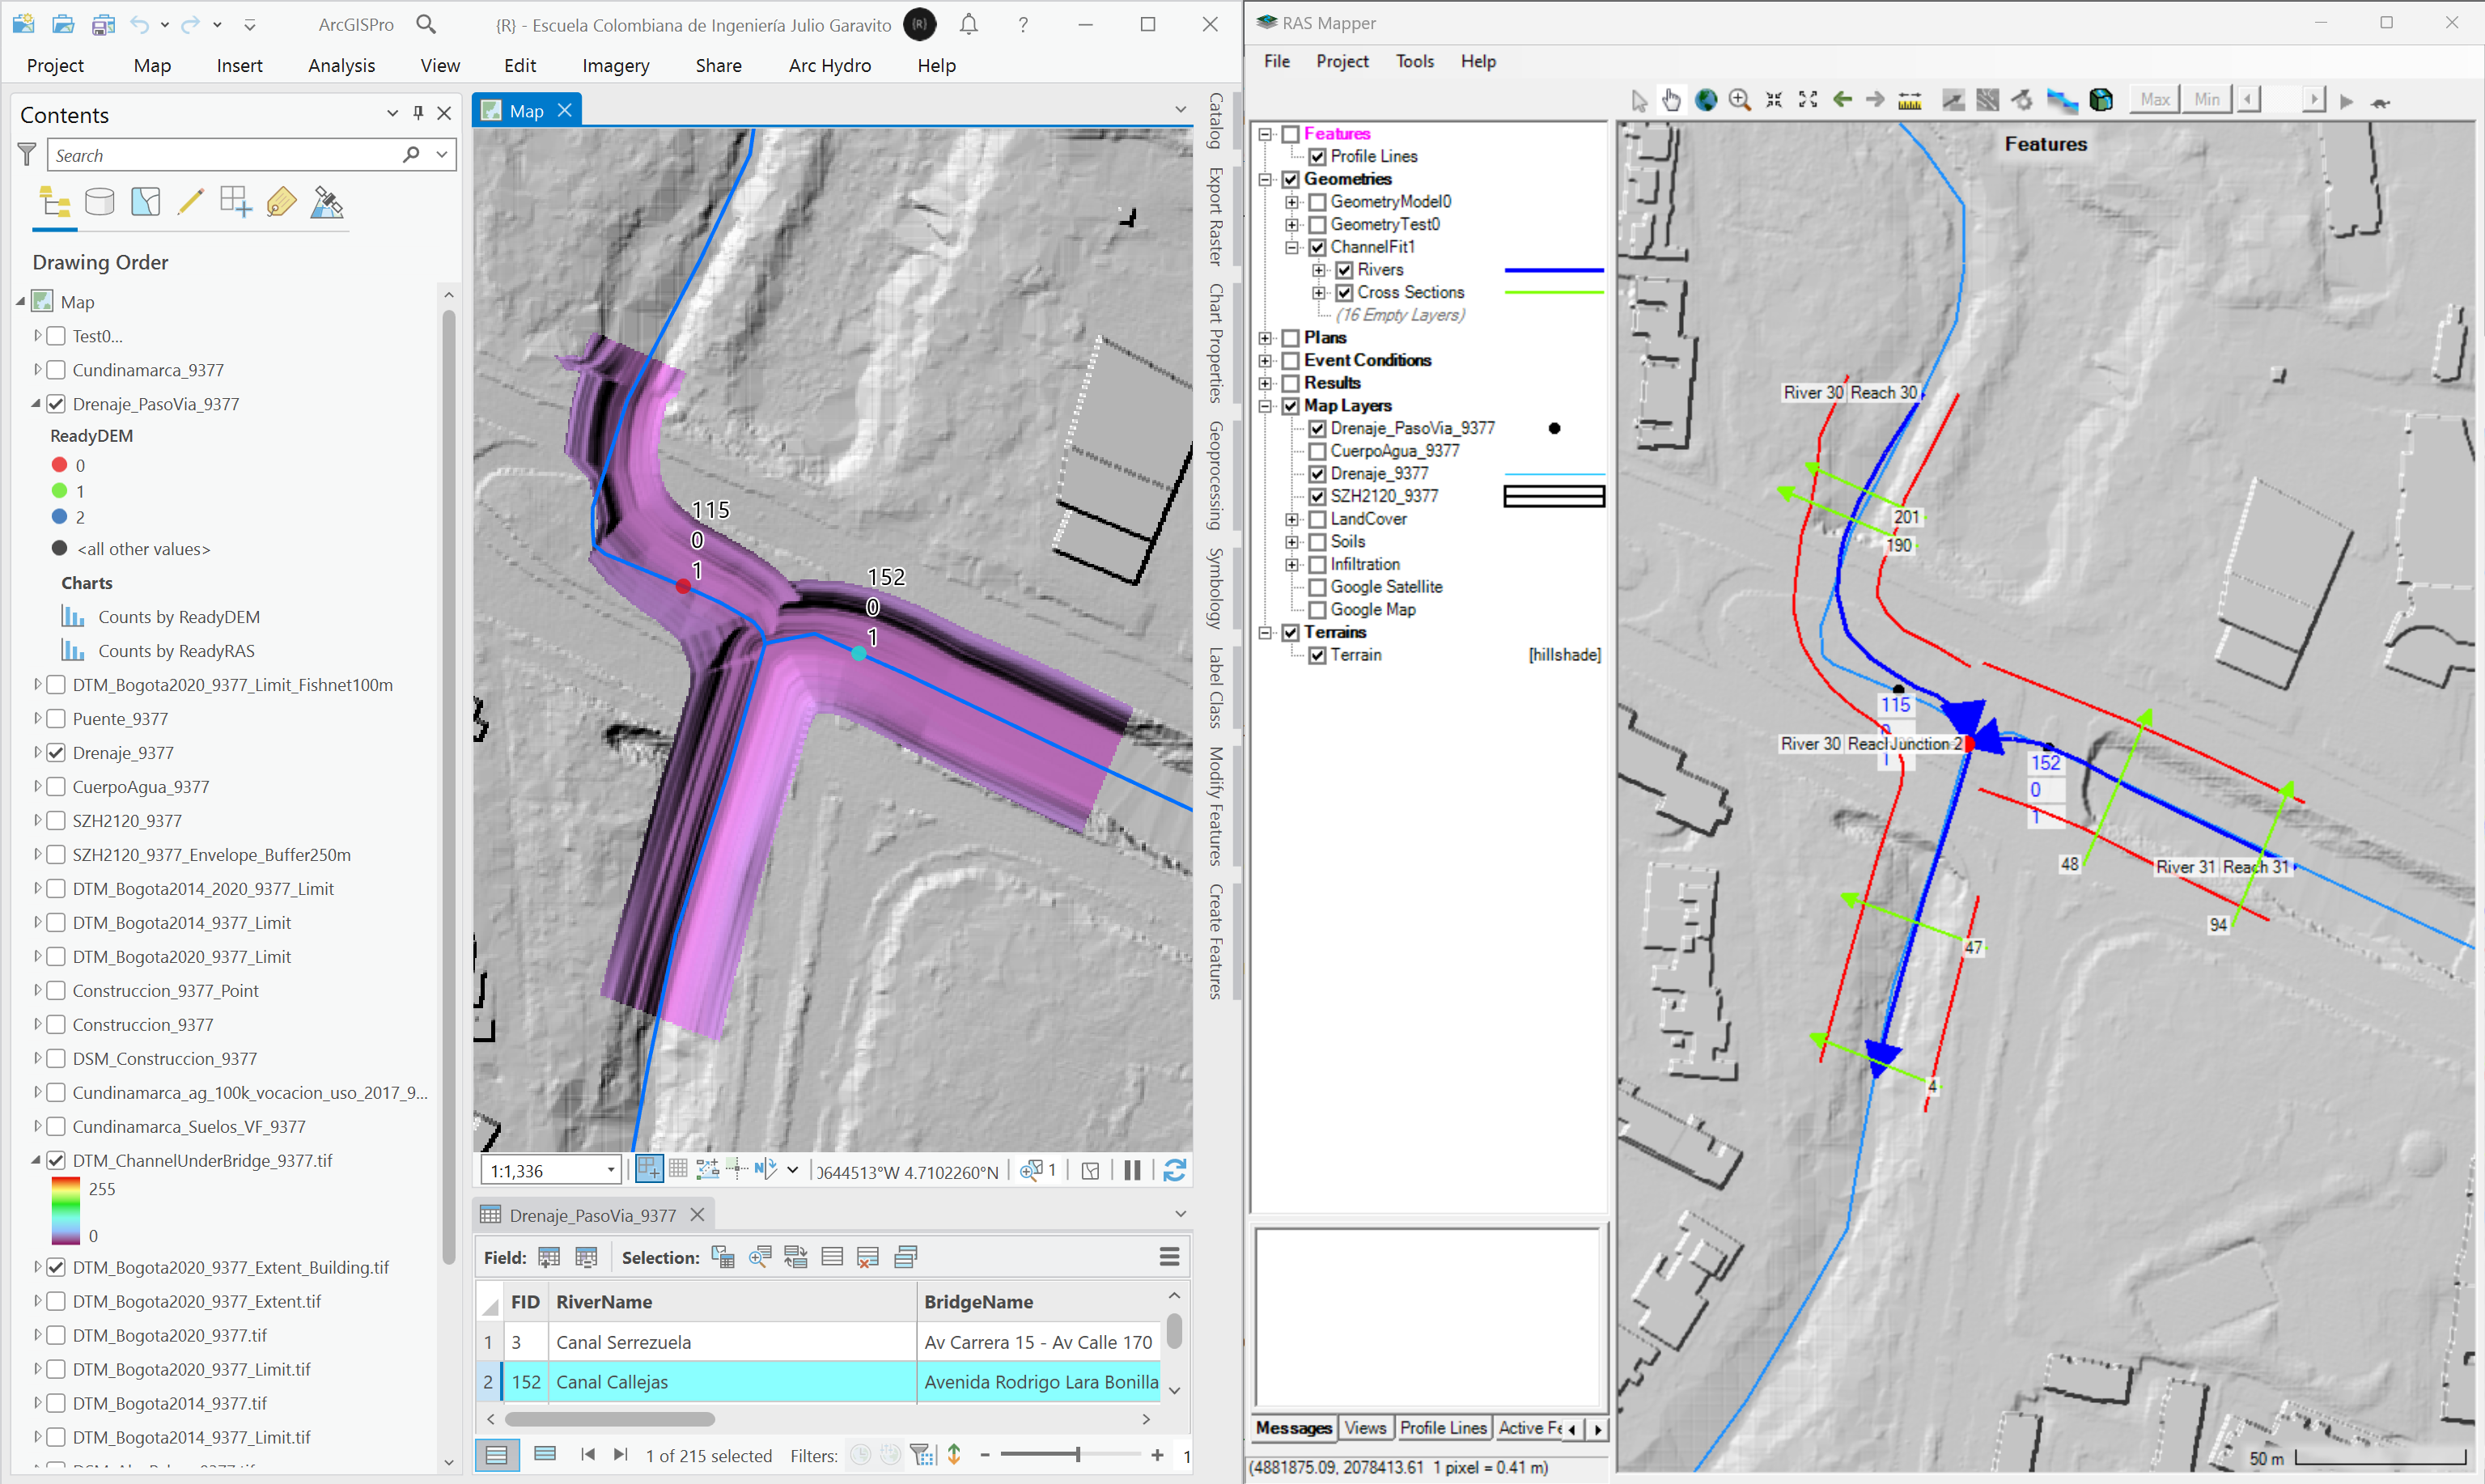 ArcGISPro
{R} - Escuela Colombiana de Ingeniería Julio Garavito
{R}
?
Project Map Insert Analysis View Edit Imagery Share Arc Hydro Help
Contents
Search
Drawing Order
Map
Test0...
Cundinamarca_9377
Drenaje_PasoVia_9377
ReadyDEM
0
1
2
<all other values>
Charts
Counts by ReadyDEM
Counts by ReadyRAS
DTM_Bogota2020_9377_Limit_Fishnet100m
Puente_9377
Drenaje_9377
CuerpoAgua_9377
SZH2120_9377
SZH2120_9377_Envelope_Buffer250m
DTM_Bogota2014_2020_9377_Limit
DTM_Bogota2014_9377_Limit
DTM_Bogota2020_9377_Limit
Construccion_9377_Point
Construccion_9377
DSM_Construccion_9377
Cundinamarca_ag_100k_vocacion_uso_2017_9...
Cundinamarca_Suelos_VF_9377
DTM_ChannelUnderBridge_9377.tif
255
0
DTM_Bogota2020_9377_Extent_Building.tif
DTM_Bogota2020_9377_Extent.tif
DTM_Bogota2020_9377.tif
DTM_Bogota2020_9377_Limit.tif
DTM_Bogota2014_9377.tif
DTM_Bogota2014_9377_Limit.tif
Map
115
0
1
152
0
1
1:1,336
0644513°W 4.7102260°N
1
Catalog
Export Raster
Chart Properties
Geoprocessing
Symbology
Label Class
Modify Features
Create Features
Drenaje_PasoVia_9377
Field: Selection:
FID RiverName BridgeName
1 3 Canal Serrezuela Av Carrera 15 - Av Calle 170
2 152 Canal Callejas Avenida Rodrigo Lara Bonilla
1 of 215 selected Filters: - + 1
RAS Mapper
File Project Tools Help
Max Min
Features
Profile Lines
Geometries
GeometryModel0
GeometryTest0
ChannelFit1
Rivers
Cross Sections
(16 Empty Layers)
Plans
Event Conditions
Results
Map Layers
Drenaje_PasoVia_9377
CuerpoAgua_9377
Drenaje_9377
SZH2120_9377
LandCover
Soils
Infiltration
Google Satellite
Google Map
Terrains
Terrain [hillshade]
Messages Views Profile Lines Active Fe
(4881875.09, 2078413.61 1 pixel = 0.41 m)
Features
River 30 Reach 30
201
190
115
River 30 Reac Junction 2
1
152
0
1
48
River 31 Reach 31
94
47
4
50 m